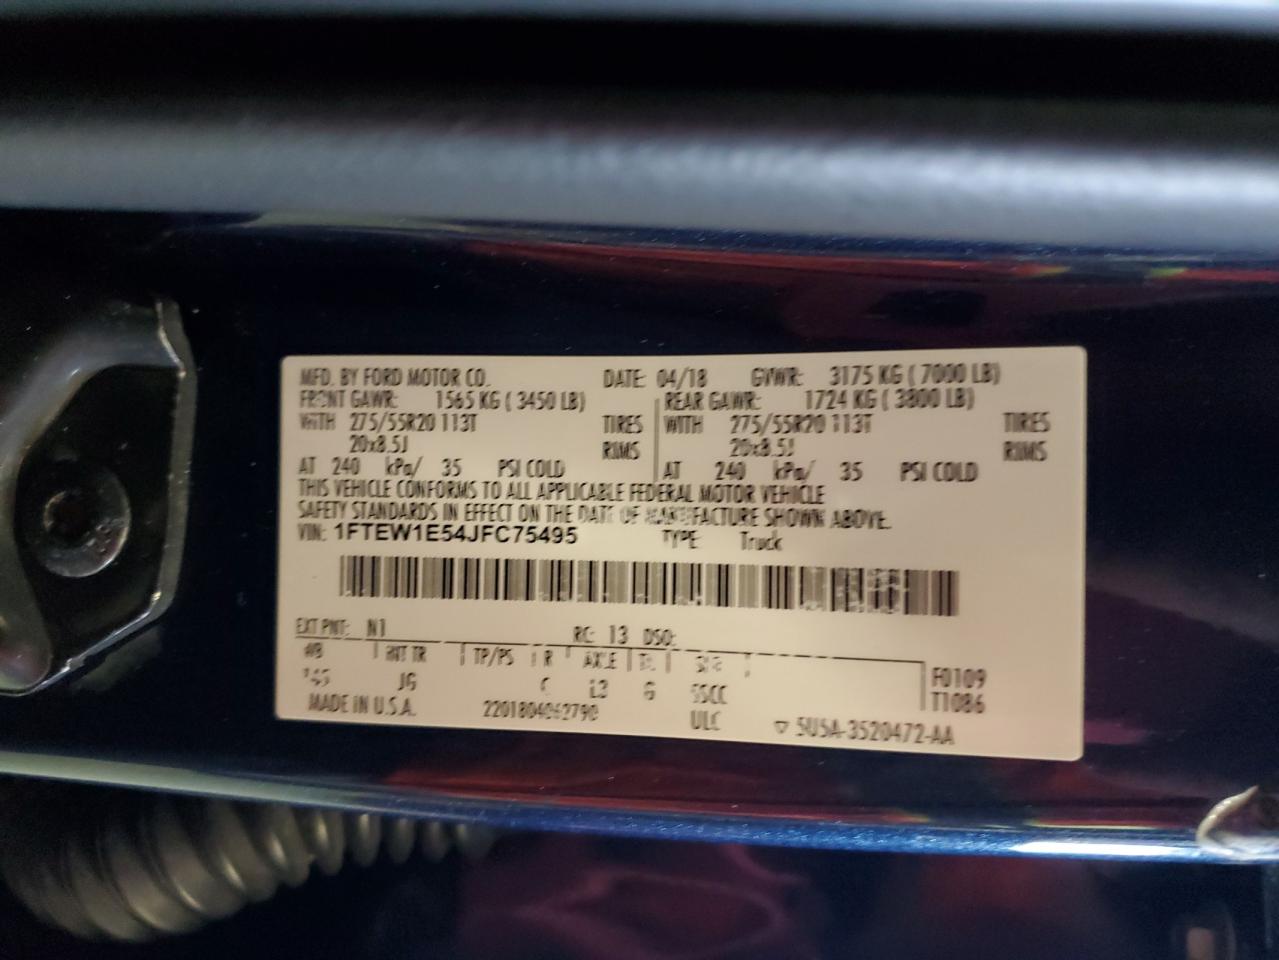 MFD. BY FORD MOTOR CO. DATE: 04/18 GVWR: 3175 KG ( 7000 LB)
FRONT GAWR: 1565 KG ( 3450 LB) REAR GAWR: 1724 KG ( 3800 LB)
WITH 275/55R20 113T TIRES WITH 275/55R20 113T TIRES
20x8.5J RIMS 20x8.5J RIMS
AT 240 kPa/ 35 PSI COLD AT 240 kPa/ 35 PSI COLD
THIS VEHICLE CONFORMS TO ALL APPLICABLE FEDERAL MOTOR VEHICLE
SAFETY STANDARDS IN EFFECT ON THE DATE OF MANUFACTURE SHOWN ABOVE.
VIN: 1FTEW1E54JFC75495 TYPE: Truck
EXT PNT: N1 RC: 13 DSO:
WB INT TR TP/PS R AXLE TR SPR F0109
145 JG L3 6 T1086
MADE IN U.S.A. ▽ 5U5A-3520472-AA